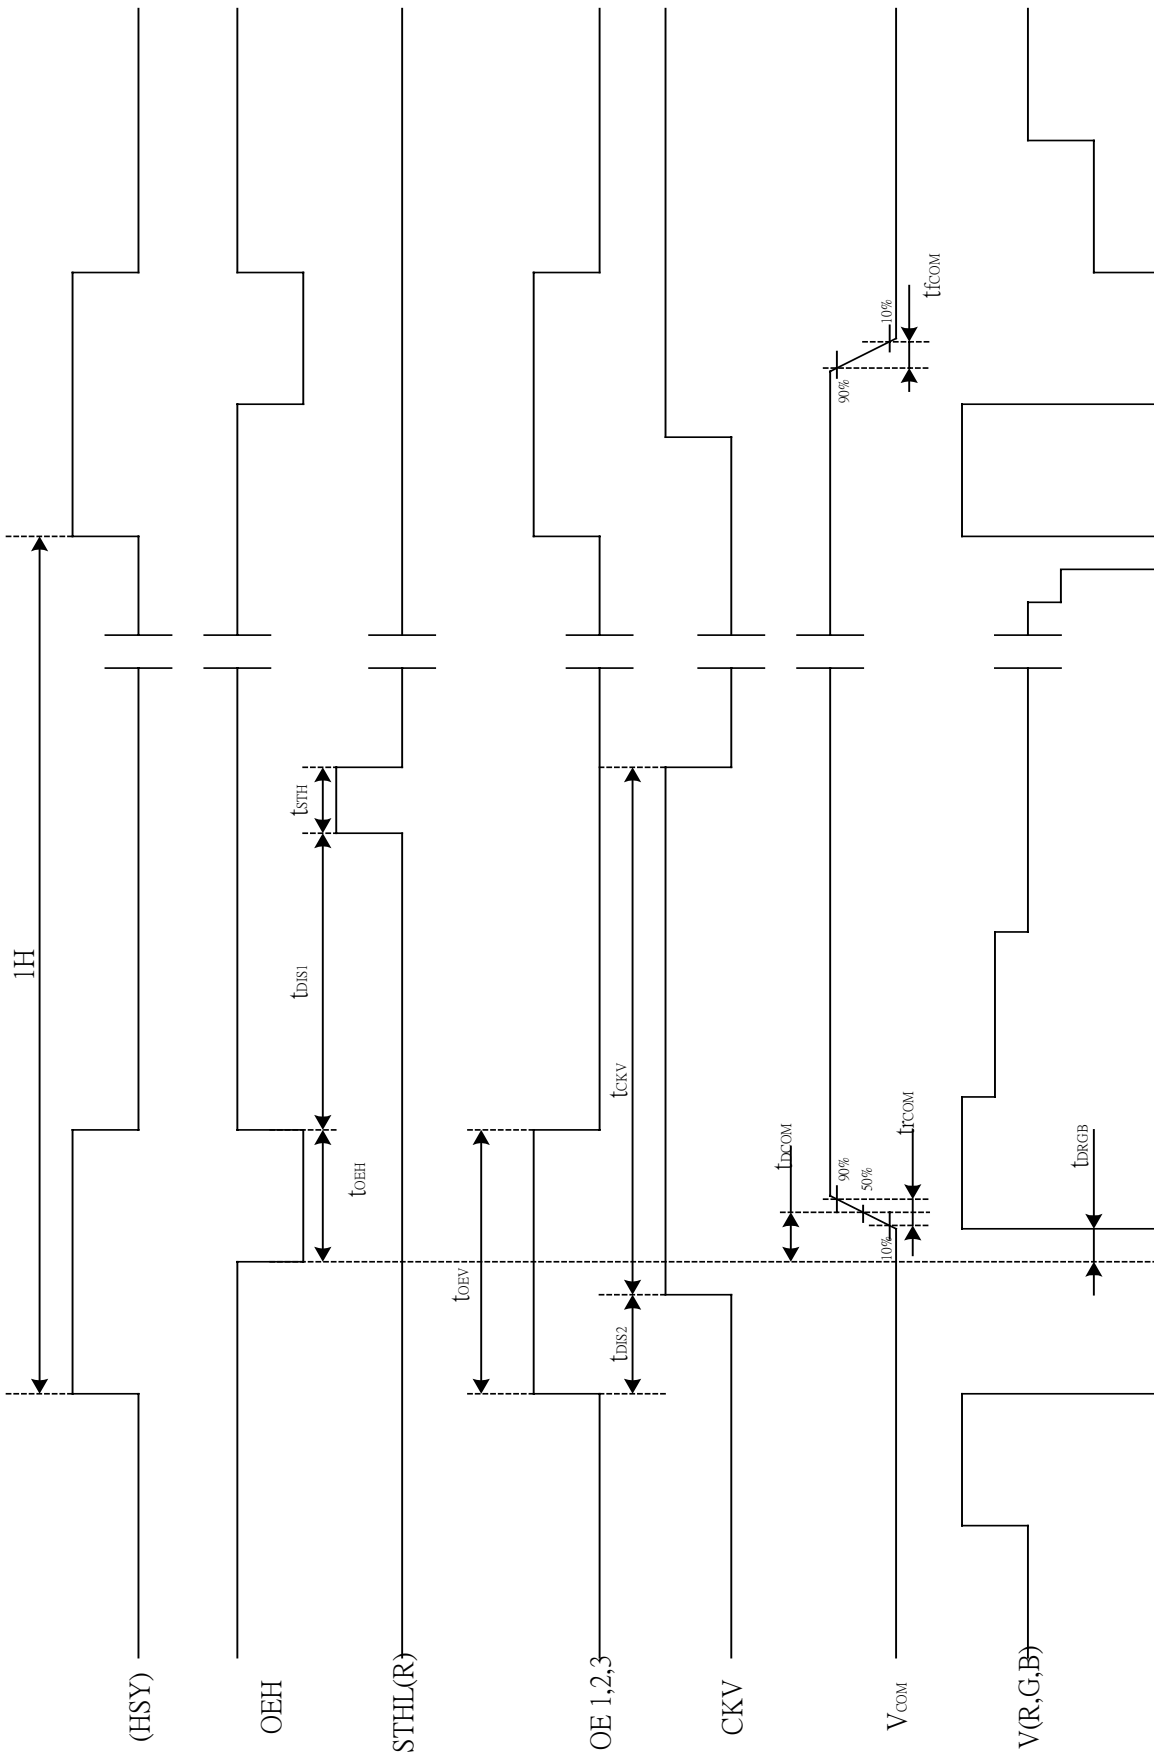 1H
(HSY)
OEH
tOEH
tDIS1
tSTH
STHL(R)
tOEV
OE 1,2,3
tDIS2
tCKV
CKV
tDCOM
90%
50%
10%
trCOM
90%
10%
tfCOM
VCOM
tDRGB
V(R,G,B)